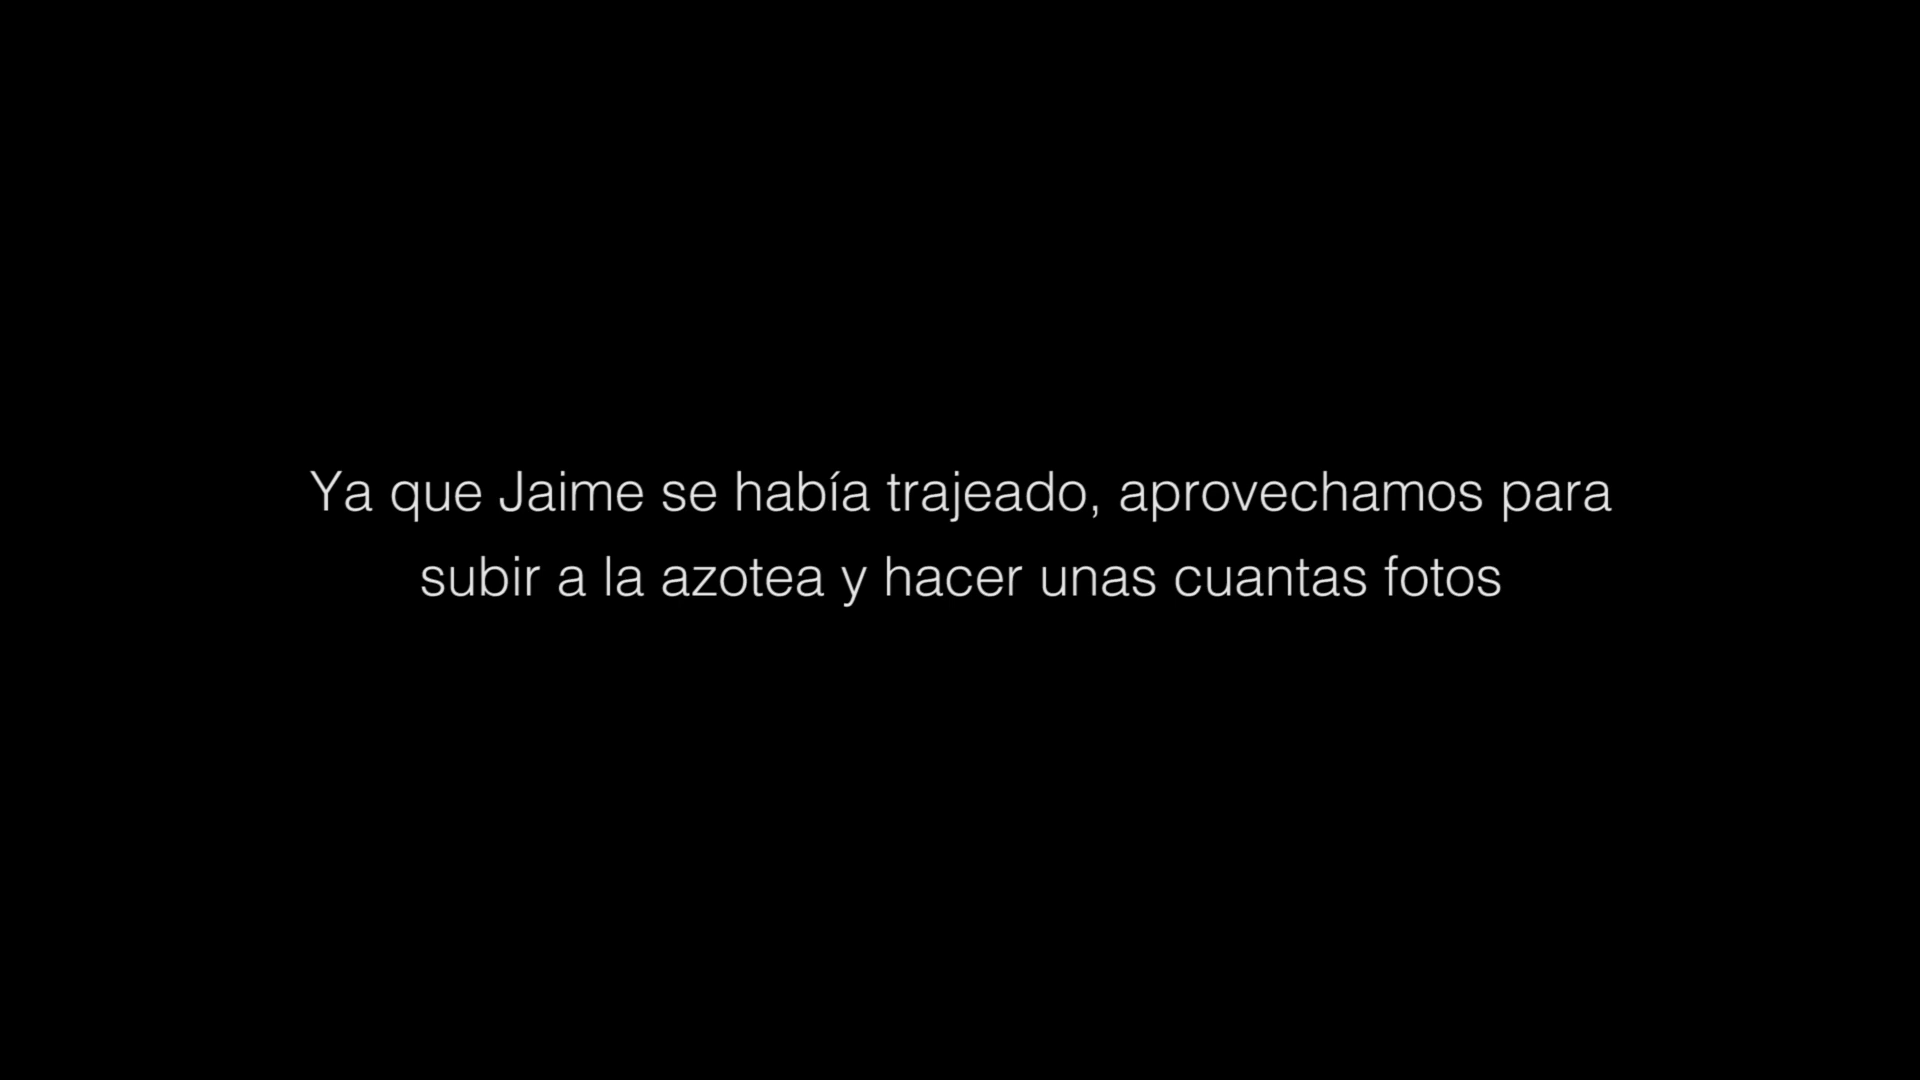 Ya que Jaime se había trajeado, aprovechamos para
subir a la azotea y hacer unas cuantas fotos